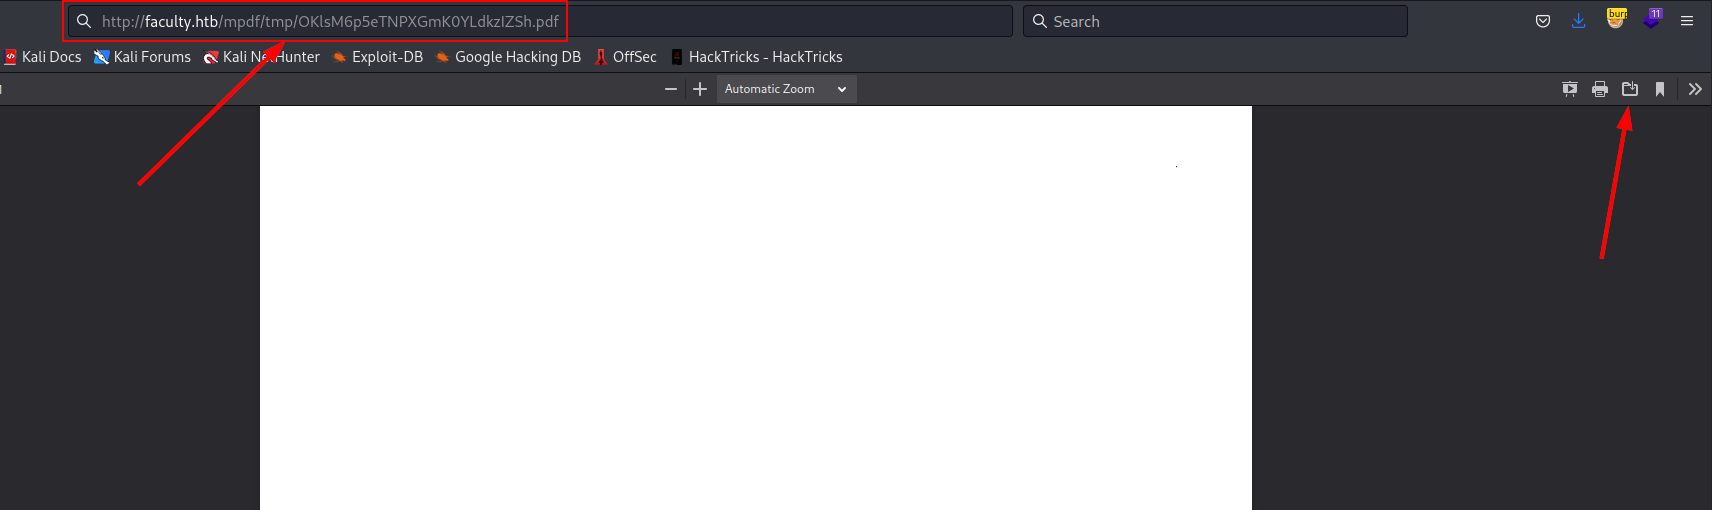 http://faculty.htb/mpdf/tmp/OKlsM6p5eTNPXGmK0YLdkzIZSh.pdf Search burp 11
Kali Docs Kali Forums Kali NetHunter Exploit-DB Google Hacking DB OffSec HackTricks - HackTricks
Automatic Zoom